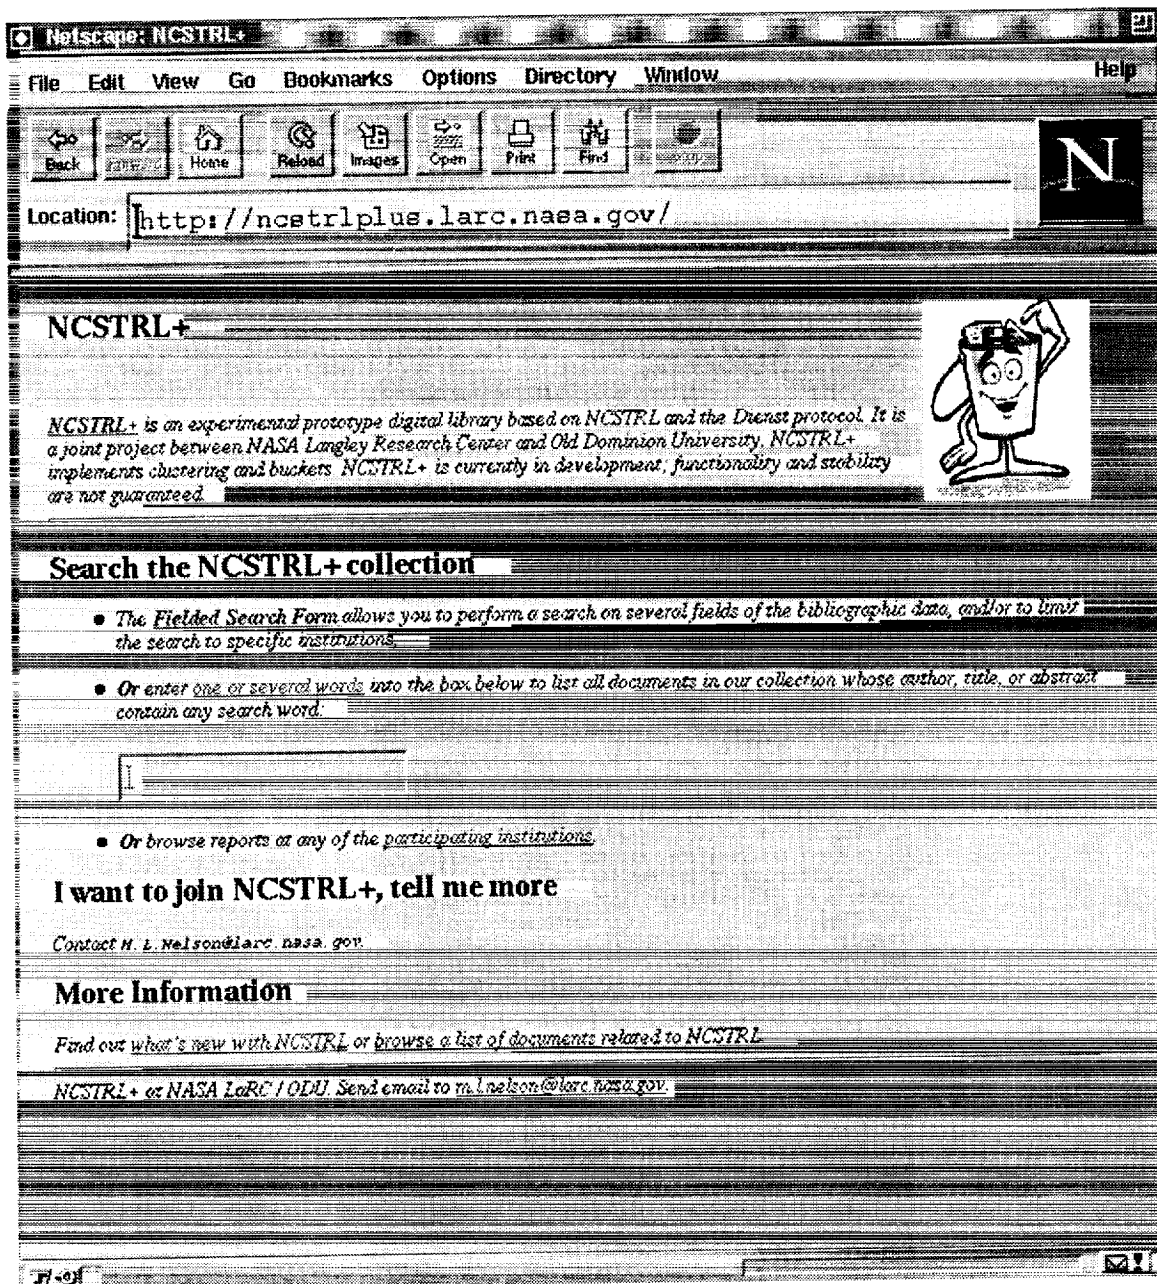 Netscape: NCSTRL+
File Edit View Go Bookmarks Options Directory Window Help
Back Forward Home Reload Images Open Print Find
Location: http://ncstrlplus.larc.nasa.gov/
N
NCSTRL+
NCSTRL+ is an experimental prototype digital library based on NCSTRL and the Dienst protocol. It is
a joint project between NASA Langley Research Center and Old Dominion University. NCSTRL+
implements clustering and buckets. NCSTRL+ is currently in development; functionality and stability
are not guaranteed.
Search the NCSTRL+ collection
• The Fielded Search Form allows you to perform a search on several fields of the bibliographic data, and/or to limit
the search to specific institutions.
• Or enter one or several words into the box below to list all documents in our collection whose author, title, or abstract
contain any search word:
• Or browse reports at any of the participating institutions.
I want to join NCSTRL+, tell me more
Contact M.L.Nelson@larc.nasa.gov.
More Information
Find out what's new with NCSTRL or browse a list of documents related to NCSTRL
NCSTRL+ at NASA LaRC / ODU. Send email to m.l.nelson@larc.nasa.gov.